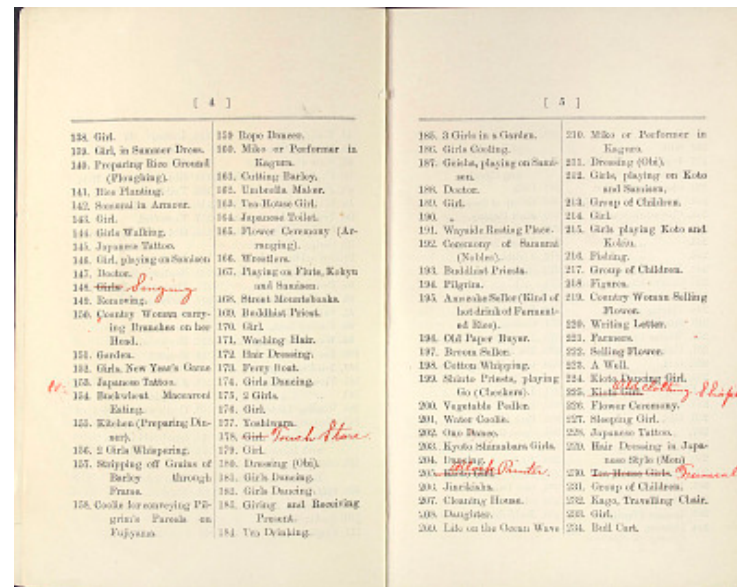 [ 4 ]
138. Girl.
139. Girl, in Summer Dress.
140. Preparing Rice Ground
(Ploughing).
141. Rice Planting.
142. Samurai in Armour.
143. Girl.
144. Girls Walking.
145. Japanese Tattoo.
146. Girl, playing on Samisen
147. Doctor.
148. Girls Singing
149. Renewing.
150. Country Woman carry-
ing Branches on her
Head.
151. Garden.
152. Girls, New Year's Game
153. Japanese Tattoo.
154. Buckwheat Maccaroni
Eating.
155. Kitchen (Preparing Din-
ner).
156. 2 Girls Whispering.
157. Stripping off Grains of
Barley through
Frame.
158. Coolie for conveying Pil-
grim's Parcels on
Fujiyama.
159. Rope Dancer.
160. Miko or Performer in
Kagura.
161. Cutting Barley.
162. Umbrella Maker.
163. Tea-House Girl.
164. Japanese Toilet.
165. Flower Ceremony (Ar-
ranging).
166. Wrestlers.
167. Playing on Flute, Kokyu
and Samisen.
168. Street Mountebanks.
169. Buddhist Priest.
170. Girl.
171. Washing Hair.
172. Hair Dressing.
173. Ferry Boat.
174. Girls Dancing.
175. 2 Girls.
176. Girl.
177. Yoshiwara.
178. Girl. Store
179. Girl.
180. Dressing (Obi).
181. Girls Dancing.
182. Girls Dancing.
183. Giving and Receiving
Present.
184. Tea Drinking.
[ 5 ]
185. 3 Girls in a Garden.
186. Girls Cooling.
187. Geisha, playing on Sami-
sen.
188. Doctor.
189. Girl.
190. „
191. Wayside Resting Place.
192. Ceremony of Samurai
(Nobles).
193. Buddhist Priests.
194. Pilgrim.
195. Amezake Seller (Kind of
hot drink of Ferment-
ed Rice).
196. Old Paper Buyer.
197. Broom Seller.
198. Cotton Whipping.
199. Shinto Priests, playing
Go (Checkers).
200. Vegetable Pedler.
201. Water Coolie.
202. Ono Dance.
203. Kyoto Shimabara Girls.
204. Dancing.
205. Block Printer
206. Jinrikisha.
207. Cleaning House.
208. Daughter.
209. Life on the Ocean Wave
210. Miko or Performer in
Kagura.
211. Dressing (Obi).
212. Girls, playing on Koto
and Samisen.
213. Group of Children.
214. Girl.
215. Girls playing Koto and
Kokiu.
216. Fishing.
217. Group of Children.
218. Figures.
219. Country Woman Selling
Flower.
220. Writing Letter.
221. Farmers.
222. Selling Flower.
223. A Well.
224. Kioto Dancing Girl.
225. Kioto Girl. Old clothing Shop
226. Flower Ceremony.
227. Sleeping Girl.
228. Japanese Tattoo.
229. Hair Dressing in Japa-
nese Style (Men)
230. Tea-House Girls. Funeral
231. Group of Children.
232. Kago, Travelling Chair.
233. Girl.
234. Bull Cart.